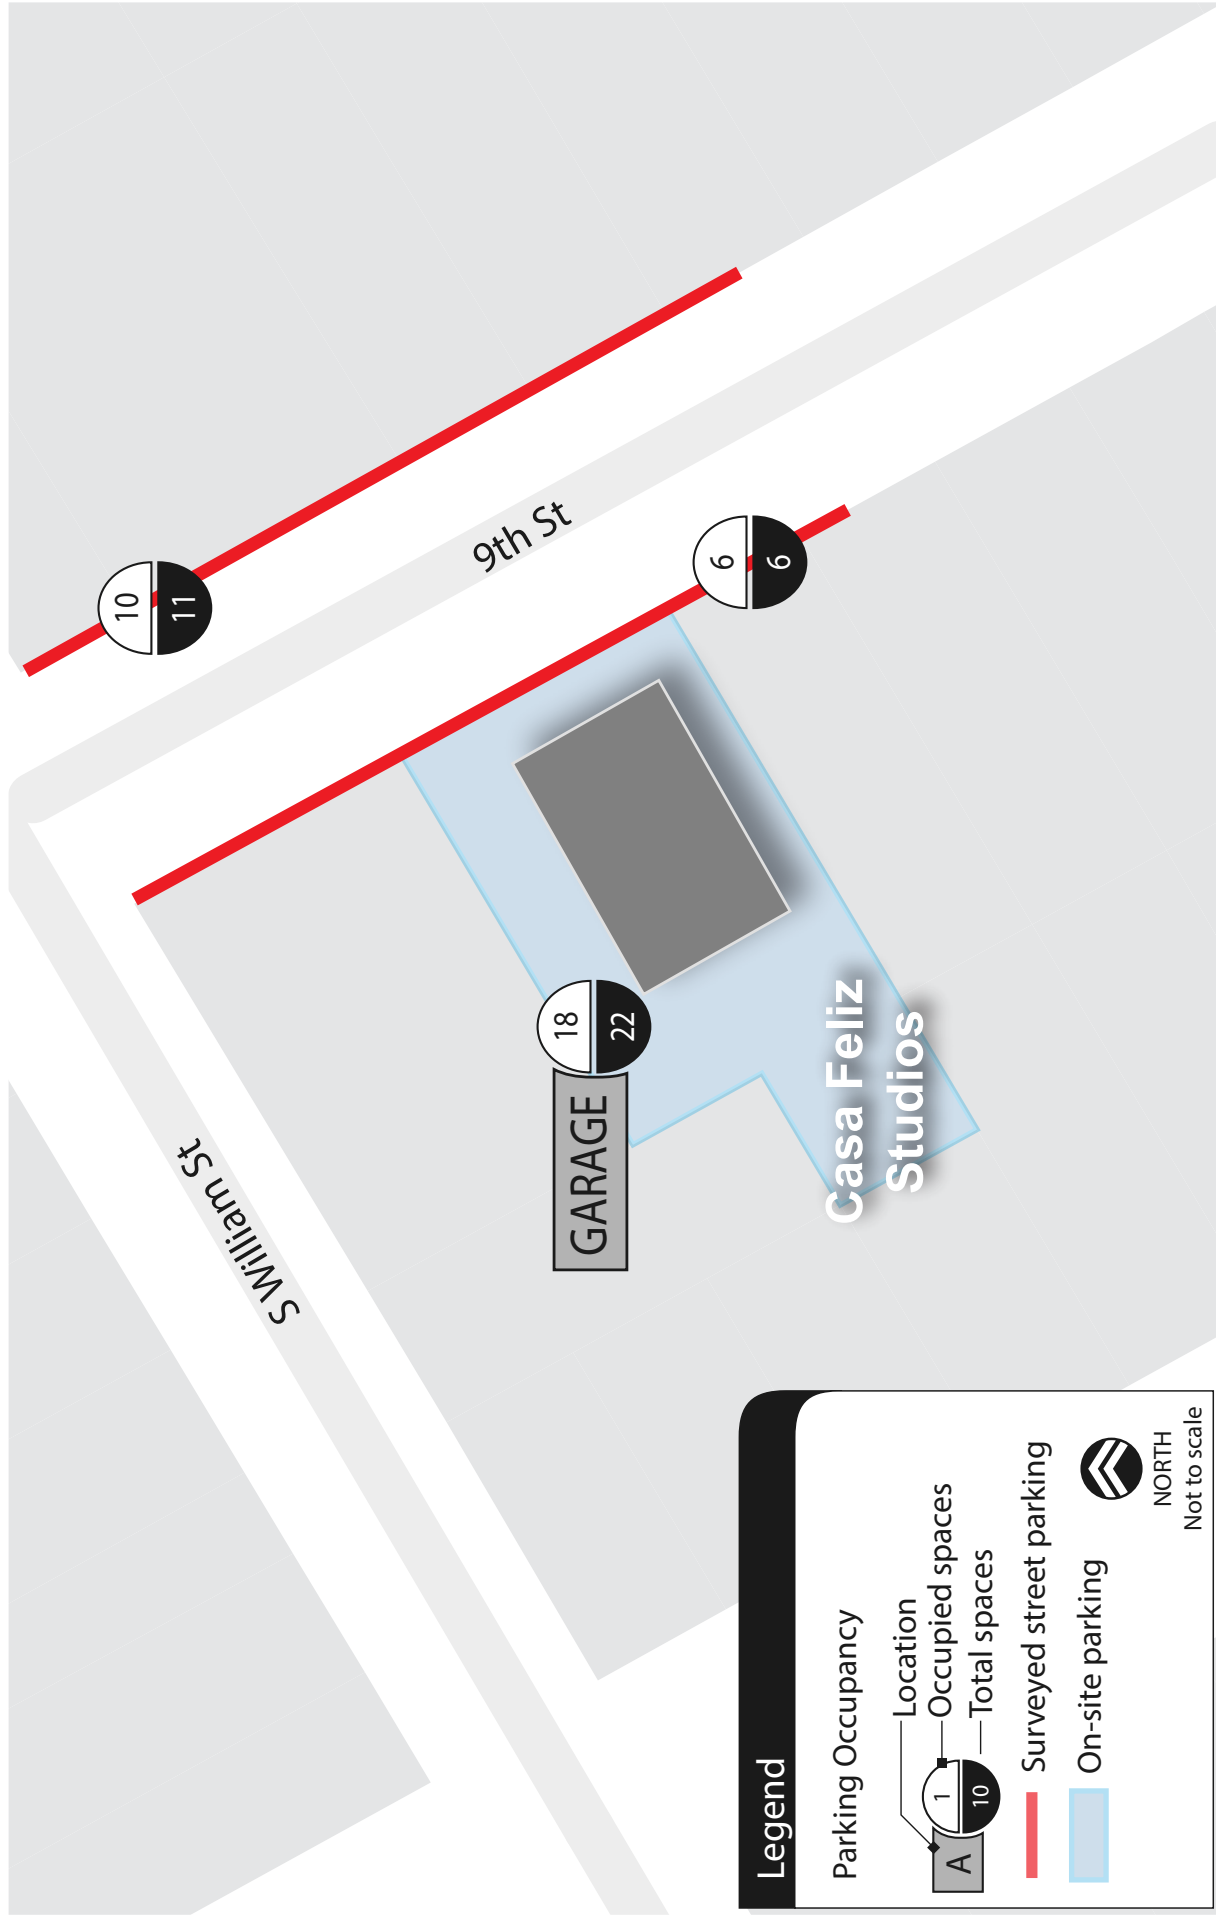 S William St
10
11
9th St
6
6
18
22
GARAGE
Casa Feliz
Studios
Legend
Parking Occupancy
Location
Occupied spaces
Total spaces
A
1
10
Surveyed street parking
On-site parking
NORTH
Not to scale